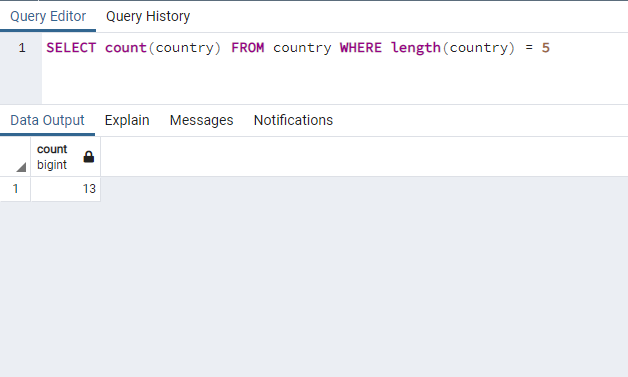 Query Editor Query History
1 SELECT count(country) FROM country WHERE length(country) = 5
Data Output Explain Messages Notifications
count
bigint
1 13